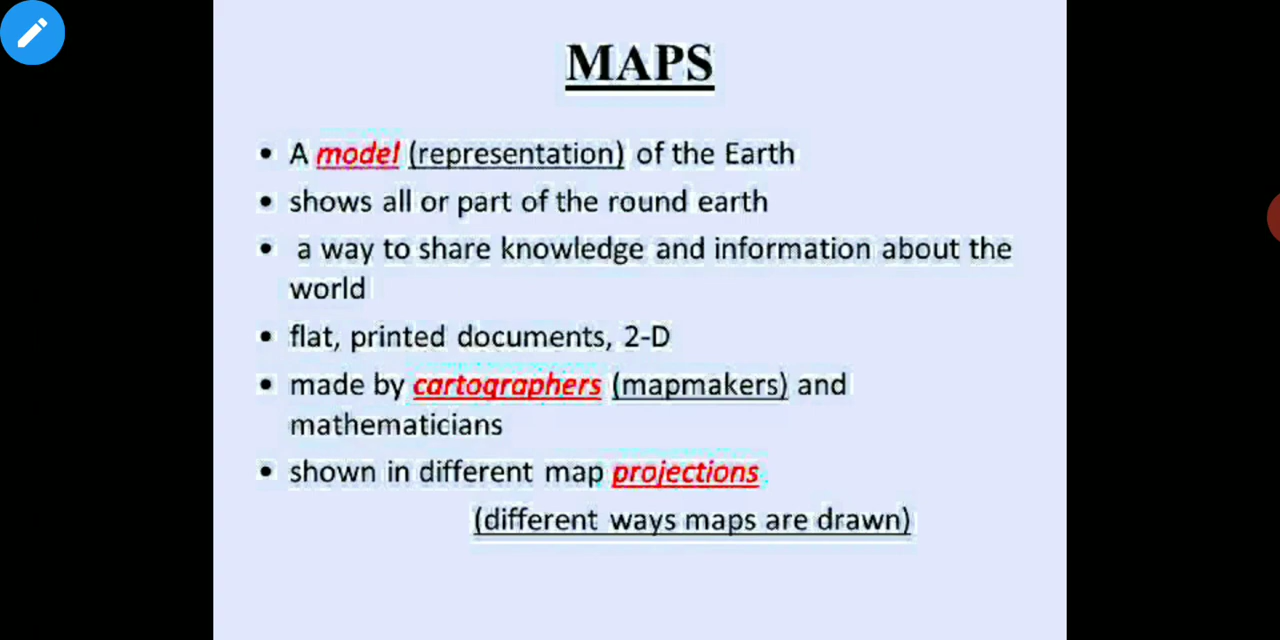 MAPS
• A model (representation) of the Earth
• shows all or part of the round earth
• a way to share knowledge and information about the
world
• flat, printed documents, 2-D
• made by cartographers (mapmakers) and
mathematicians
• shown in different map projections
(different ways maps are drawn)